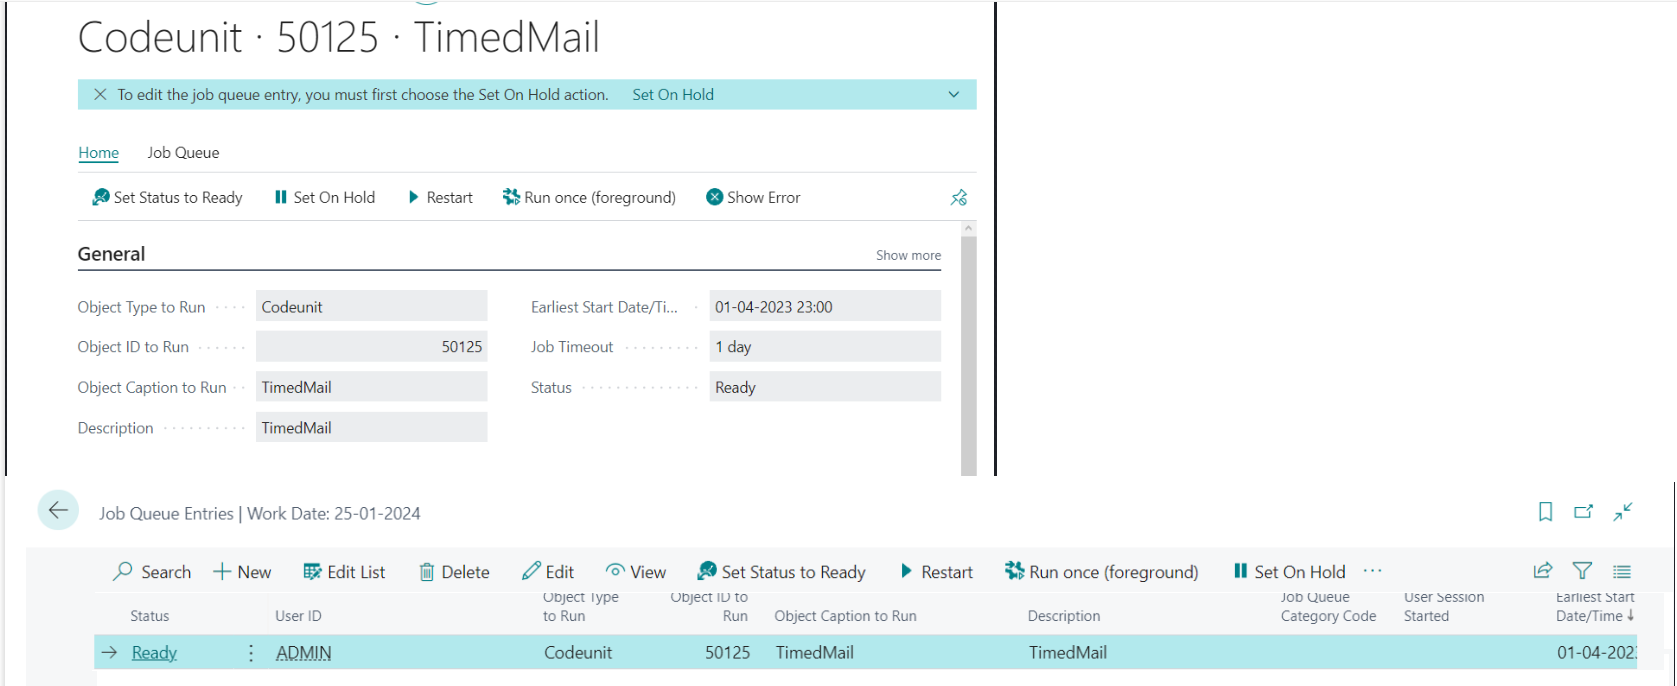 Codeunit · 50125 · TimedMail
To edit the job queue entry, you must first choose the Set On Hold action. Set On Hold
Home Job Queue
Set Status to Ready Set On Hold Restart Run once (foreground) Show Error
General Show more
Object Type to Run Codeunit Earliest Start Date/Ti... 01-04-2023 23:00
Object ID to Run 50125 Job Timeout 1 day
Object Caption to Run TimedMail Status Ready
Description TimedMail
Job Queue Entries | Work Date: 25-01-2024
Search New Edit List Delete Edit View Set Status to Ready Restart Run once (foreground) Set On Hold ...
Object Type Object ID to Job Queue User Session Earliest Start
Status User ID to Run Run Object Caption to Run Description Category Code Started Date/Time ↓
→ Ready ⋮ ADMIN Codeunit 50125 TimedMail TimedMail 01-04-202